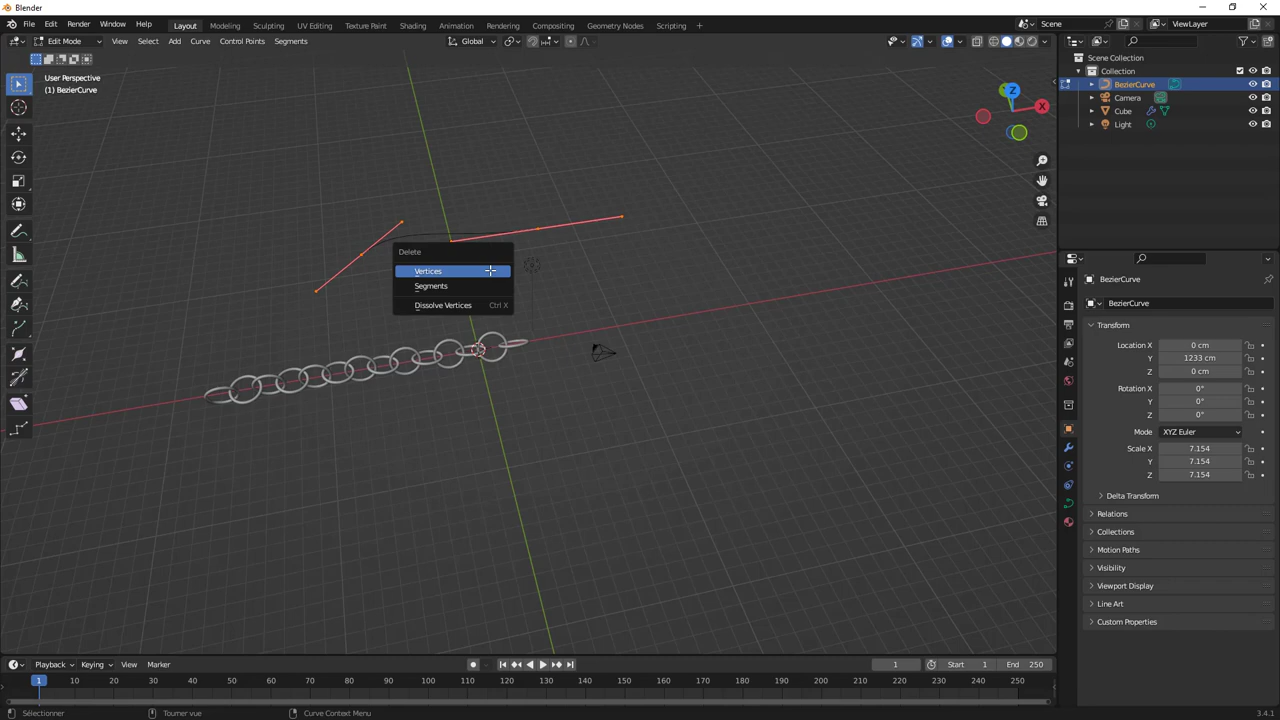 Blender
File Edit Render Window Help Layout Modeling Sculpting UV Editing Texture Paint Shading Animation Rendering Compositing Geometry Nodes Scripting + Scene ViewLayer
Edit Mode View Select Add Curve Control Points Segments Global
User Perspective
(1) BezierCurve
Z
X
Delete
Vertices
Segments
Dissolve Vertices Ctrl X
Scene Collection
Collection
BezierCurve
Camera
Cube
Light
BezierCurve
BezierCurve
Transform
Location X 0 cm
Y 1233 cm
Z 0 cm
Rotation X 0°
Y 0°
Z 0°
Mode XYZ Euler
Scale X 7.154
Y 7.154
Z 7.154
Delta Transform
Relations
Collections
Motion Paths
Visibility
Viewport Display
Line Art
Custom Properties
Playback Keying View Marker 1 Start 1 End 250
1 10 20 30 40 50 60 70 80 90 100 110 120 130 140 150 160 170 180 190 200 210 220 230 240 250
Sélectionner Tourner vue Curve Context Menu 3.4.1